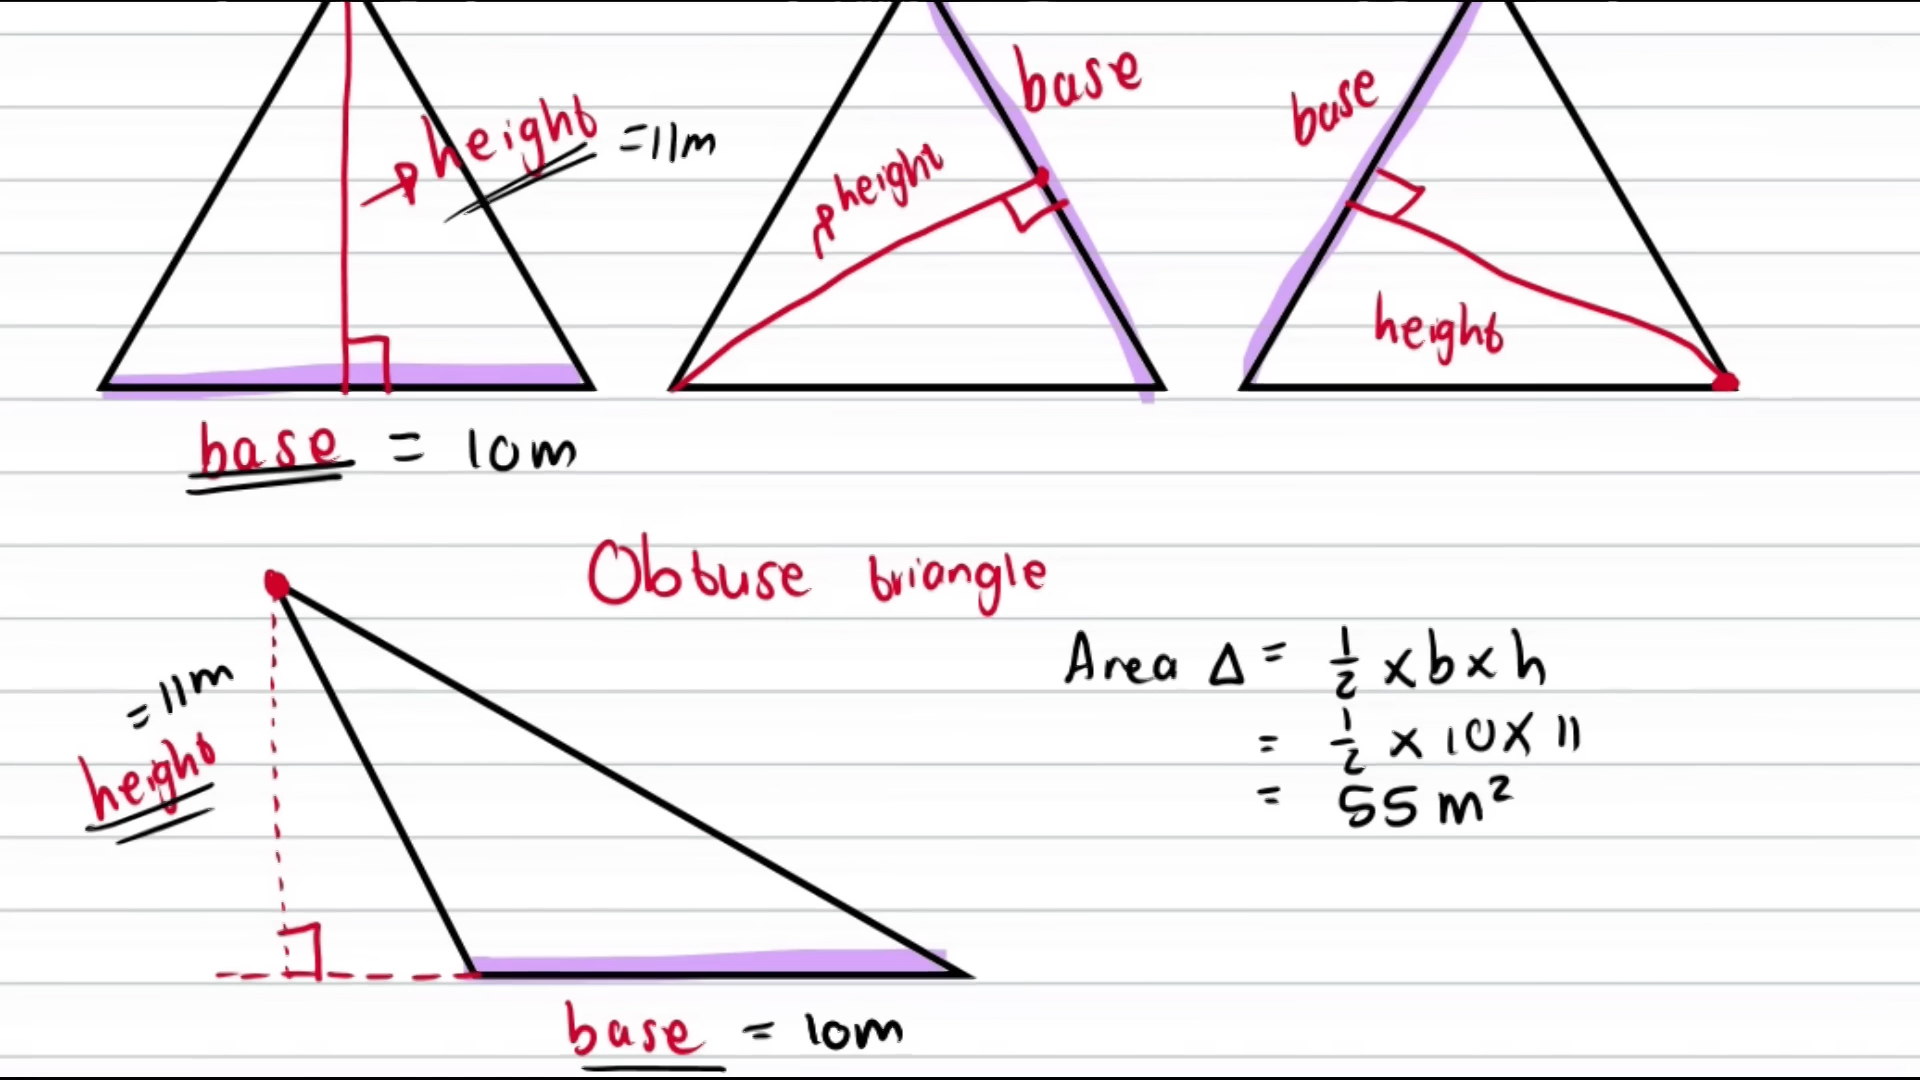 base
base
height = 11m
height
height
base = 10m
Obtuse triangle
Area Δ = 1/2 x b x h
= 1/2 x 10 x 11
= 55 m²
= 11m
height
base = 10m